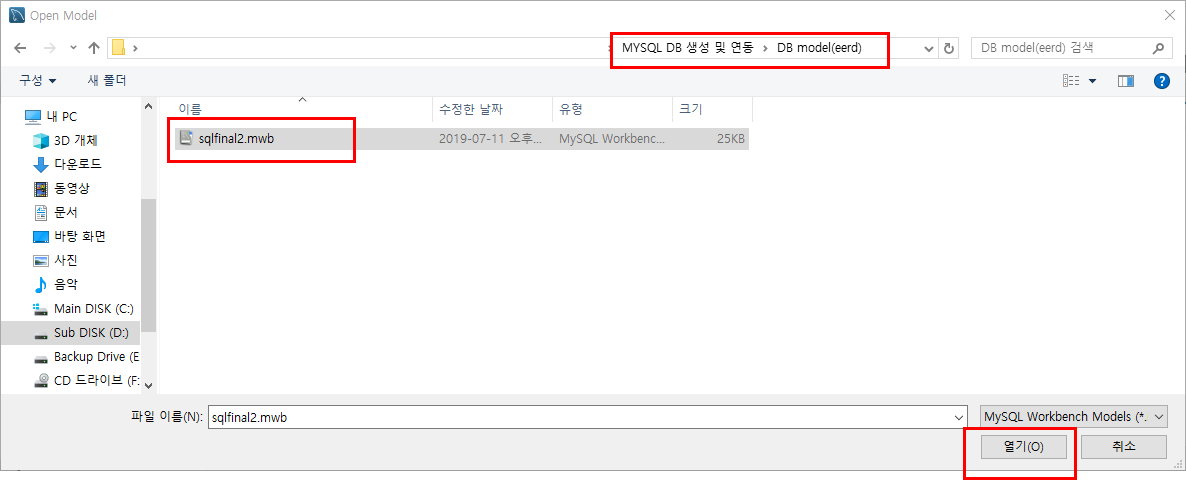 Open Model
MYSQL DB 생성 및 연동 › DB model(eerd)
DB model(eerd) 검색
구성
새 폴더
이름
수정한 날짜
유형
크기
sqlfinal2.mwb
2019-07-11 오후...
MySQL Workbenc...
25KB
내 PC
3D 개체
다운로드
동영상
문서
바탕 화면
사진
음악
Main DISK (C:)
Sub DISK (D:)
Backup Drive (E
CD 드라이브 (F:
파일 이름(N):
sqlfinal2.mwb
MySQL Workbench Models (*.
열기(O)
취소